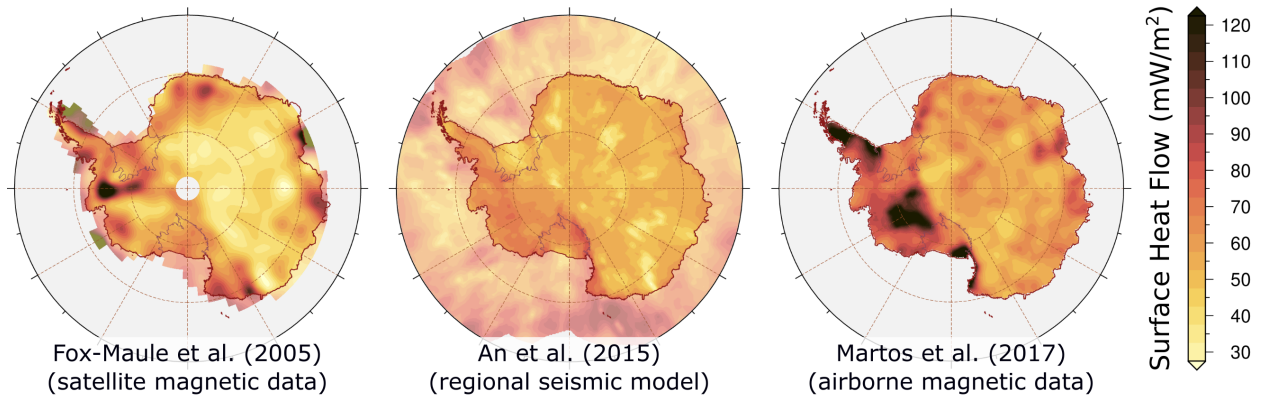 Fox-Maule et al. (2005)
(satellite magnetic data)
An et al. (2015)
(regional seismic model)
Martos et al. (2017)
(airborne magnetic data)
Surface Heat Flow (mW/m²)
120
110
100
90
80
70
60
50
40
30